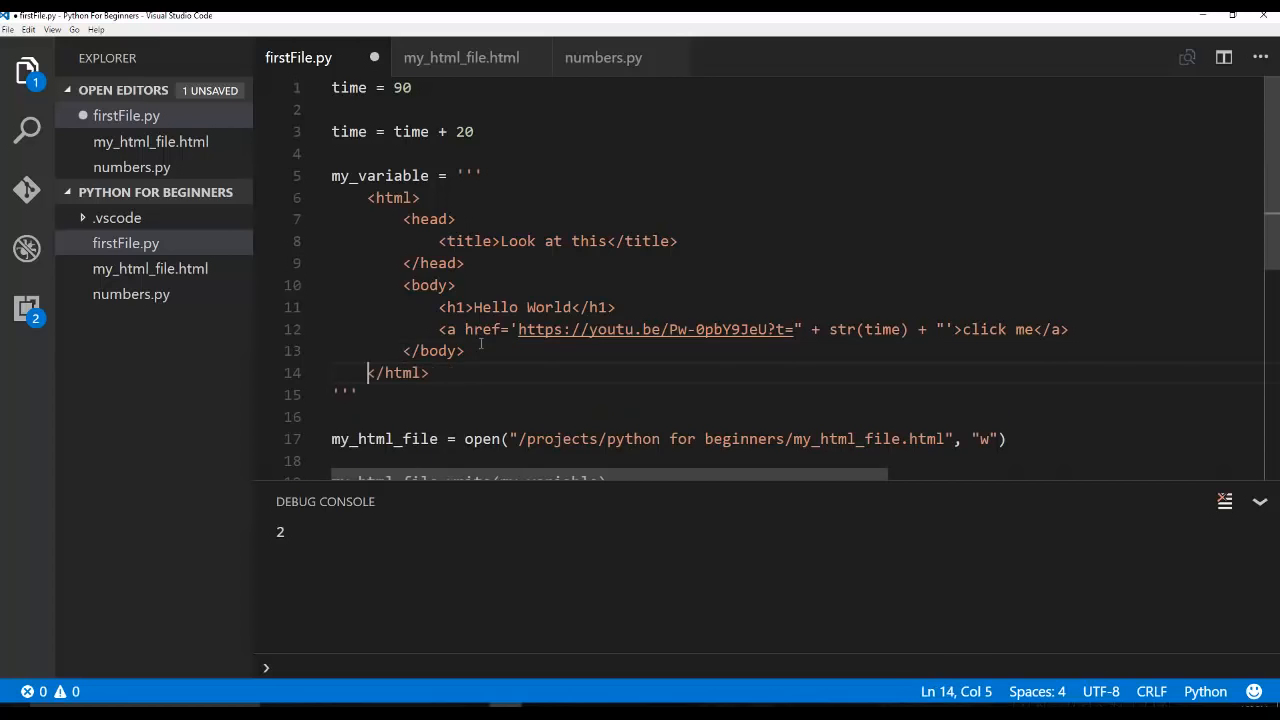 ● firstFile.py - Python For Beginners - Visual Studio Code
File Edit View Go Help
EXPLORER
OPEN EDITORS 1 UNSAVED
firstFile.py
my_html_file.html
numbers.py
PYTHON FOR BEGINNERS
.vscode
firstFile.py
my_html_file.html
numbers.py
1
2
firstFile.py my_html_file.html numbers.py
1 time = 90
2
3 time = time + 20
4
5 my_variable = '''
6     <html>
7         <head>
8             <title>Look at this</title>
9         </head>
10         <body>
11             <h1>Hello World</h1>
12             <a href='https://youtu.be/Pw-0pbY9JeU?t=" + str(time) + "'>click me</a>
13         </body>
14     </html>
15 '''
16
17 my_html_file = open("/projects/python for beginners/my_html_file.html", "w")
18
my_html_file.write(my_variable)
DEBUG CONSOLE
2
0 0 Ln 14, Col 5 Spaces: 4 UTF-8 CRLF Python